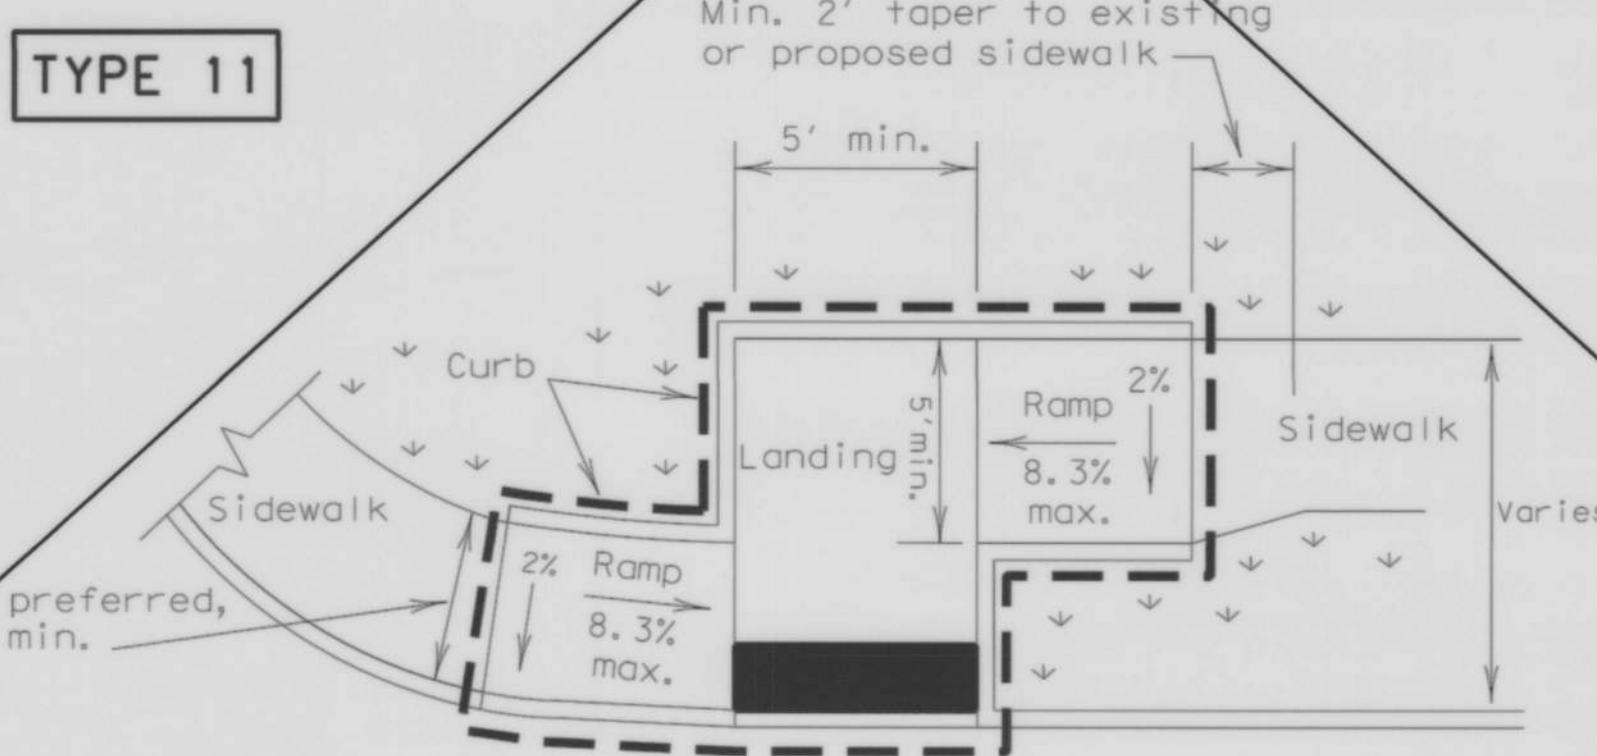 TYPE 11
Min. 2' taper to existing
or proposed sidewalk
5' min.
Curb
2%
Ramp
8.3%
max.
Landing
5' min.
Sidewalk
Sidewalk
Varies
2%
Ramp
8.3%
max.
preferred,
min.